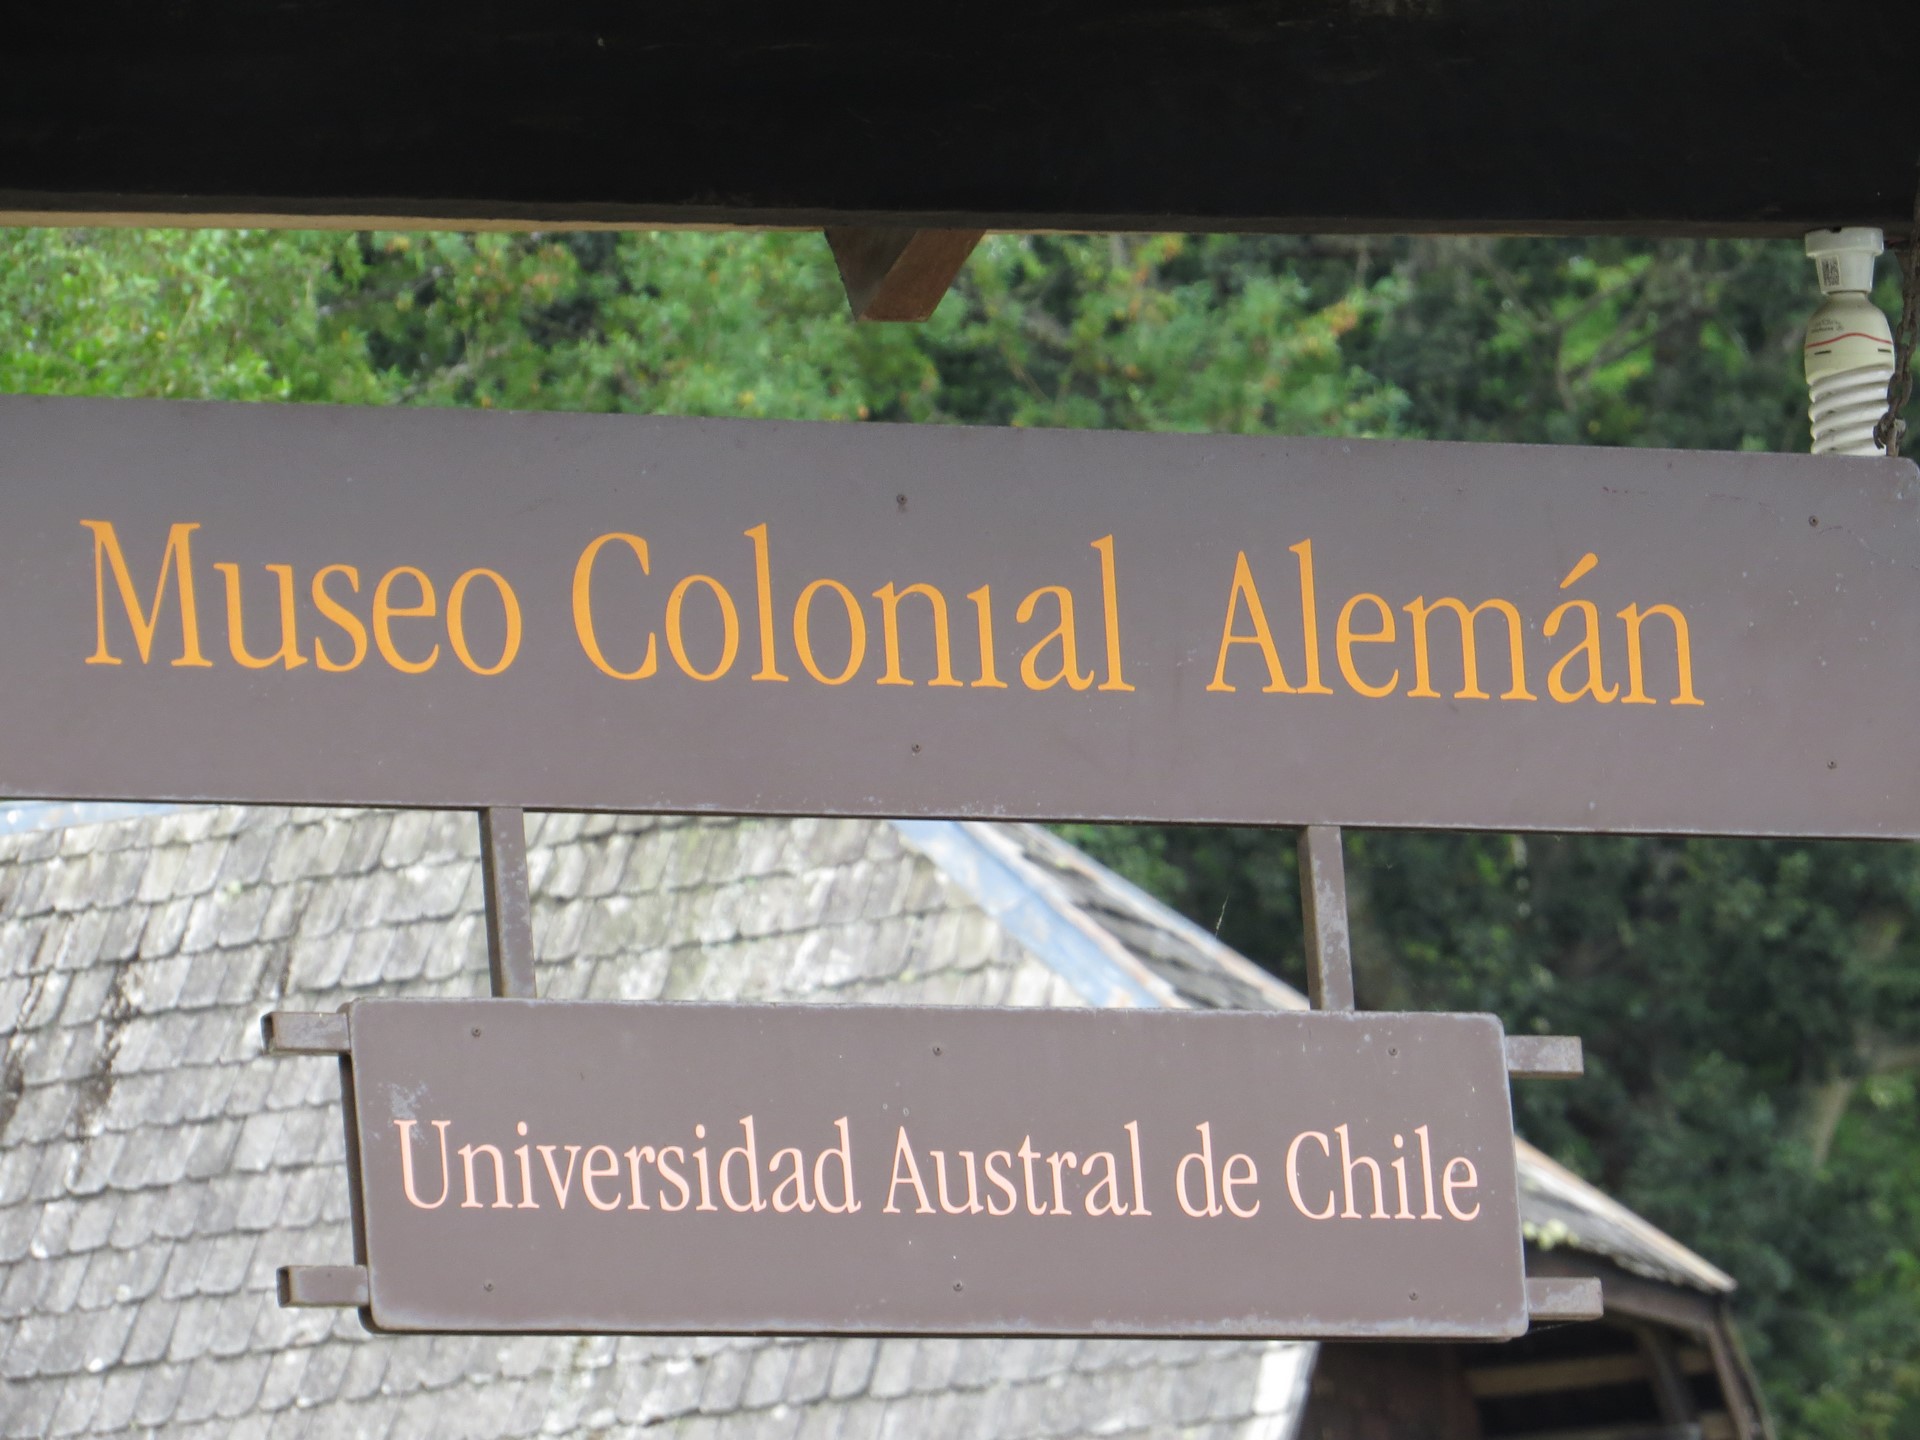 Museo Colonial Alemán
Universidad Austral de Chile